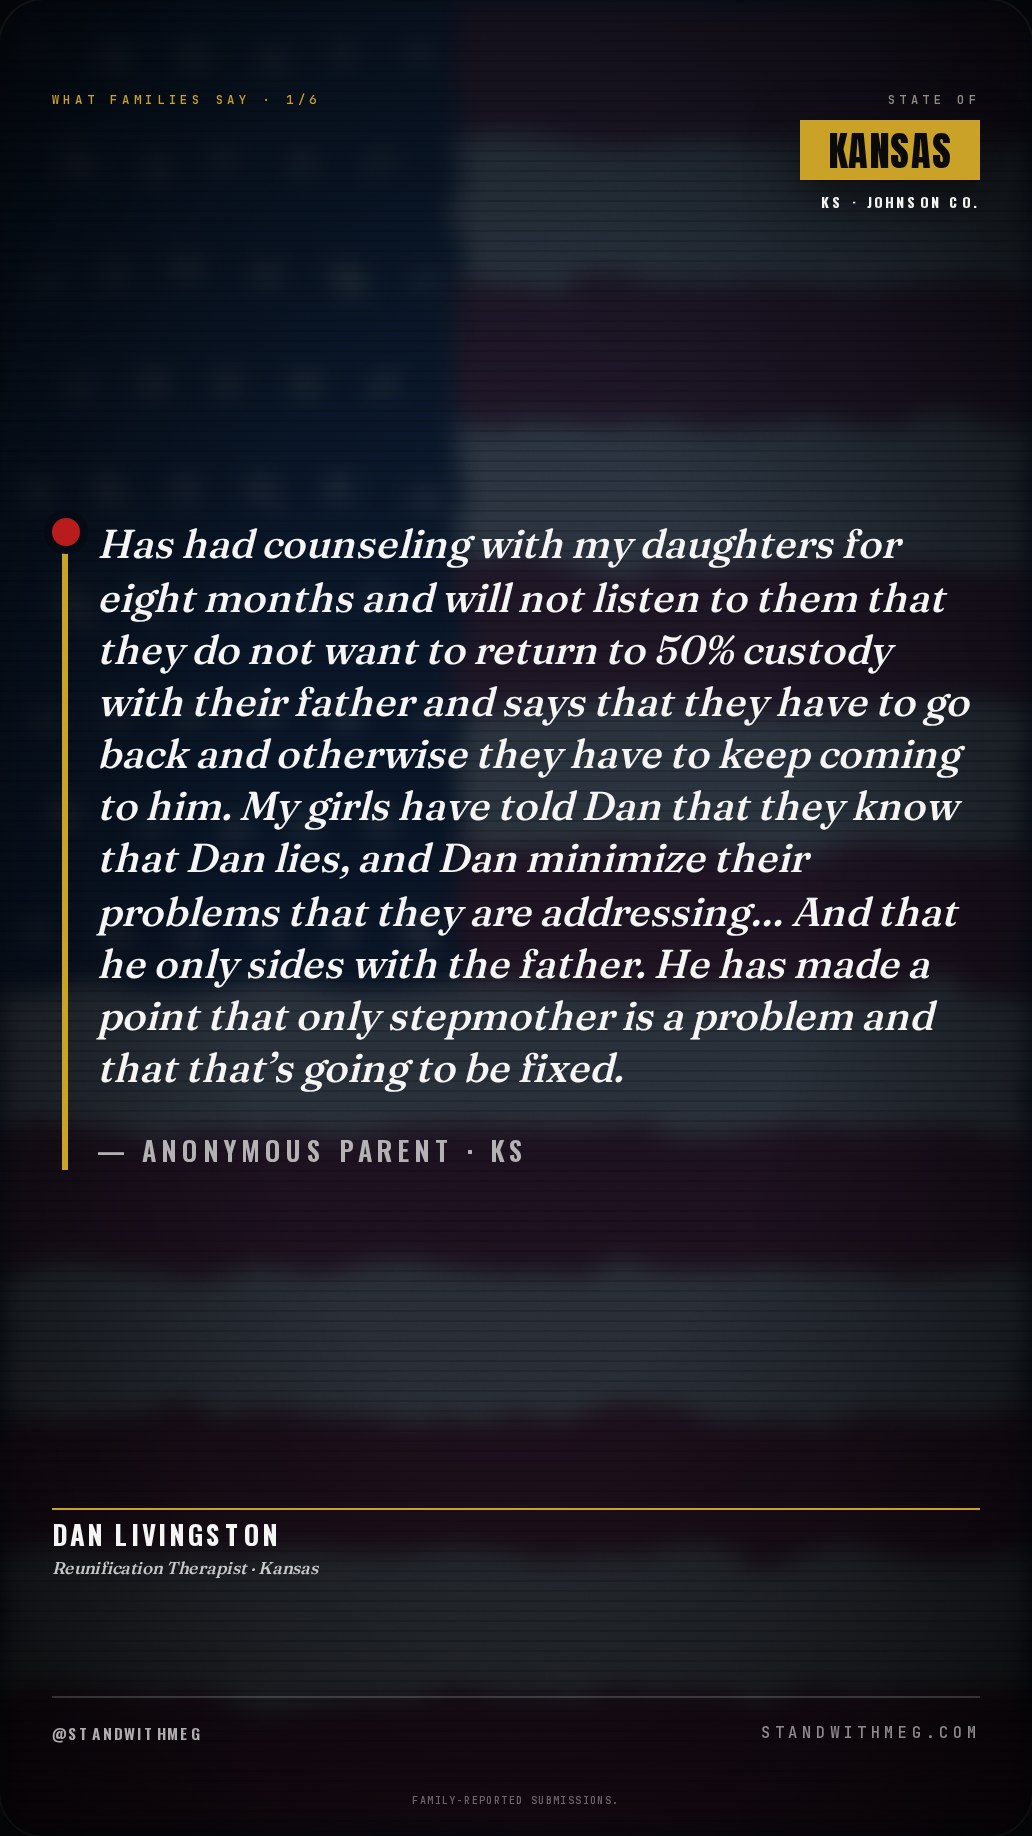 WHAT FAMILIES SAY · 1/6
STATE OF
KANSAS
KS · JOHNSON CO.
Has had counseling with my daughters for
eight months and will not listen to them that
they do not want to return to 50% custody
with their father and says that they have to go
back and otherwise they have to keep coming
to him. My girls have told Dan that they know
that Dan lies, and Dan minimize their
problems that they are addressing... And that
he only sides with the father. He has made a
point that only stepmother is a problem and
that that’s going to be fixed.
— ANONYMOUS PARENT · KS
DAN LIVINGSTON
Reunification Therapist · Kansas
@STANDWITHMEG
STANDWITHMEG.COM
FAMILY-REPORTED SUBMISSIONS.